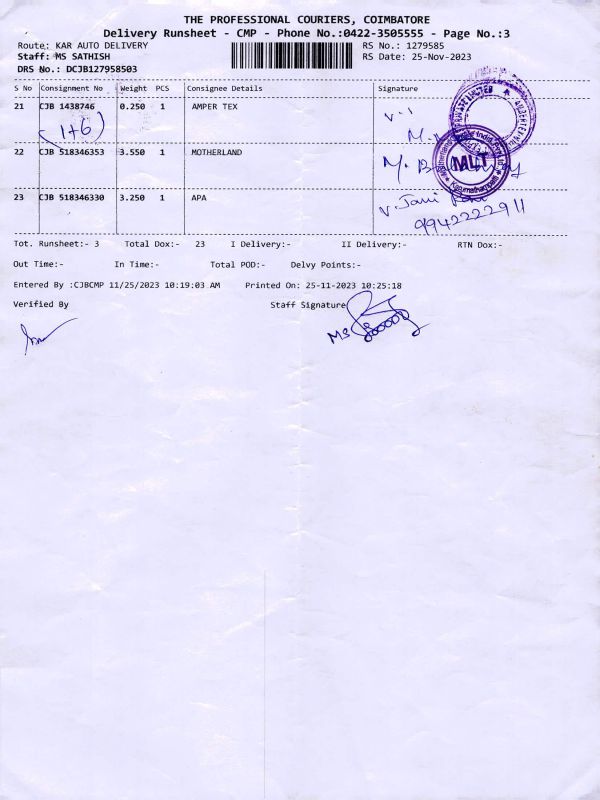 THE PROFESSIONAL COURIERS, COIMBATORE
Delivery Runsheet - CMP - Phone No.:0422-3505555 - Page No.:3
Route: KAR AUTO DELIVERY RS No.: 1279585
Staff: MS SATHISH RS Date: 25-Nov-2023
DRS No.: DCJB127958503
S No Consignment No Weight PCS Consignee Details Signature
21 CJB 1438746 0.250 1 AMPER TEX
(1+6)
22 CJB 518346353 3.550 1 MOTHERLAND
MLT
23 CJB 518346330 3.250 1 APA
9942222911
Tot. Runsheet:- 3 Total Dox:- 23 I Delivery:- II Delivery:- RTN Dox:-
Out Time:- In Time:- Total POD:- Delvy Points:-
Entered By :CJBCMP 11/25/2023 10:19:03 AM Printed On: 25-11-2023 10:25:18
Verified By Staff Signature
MS